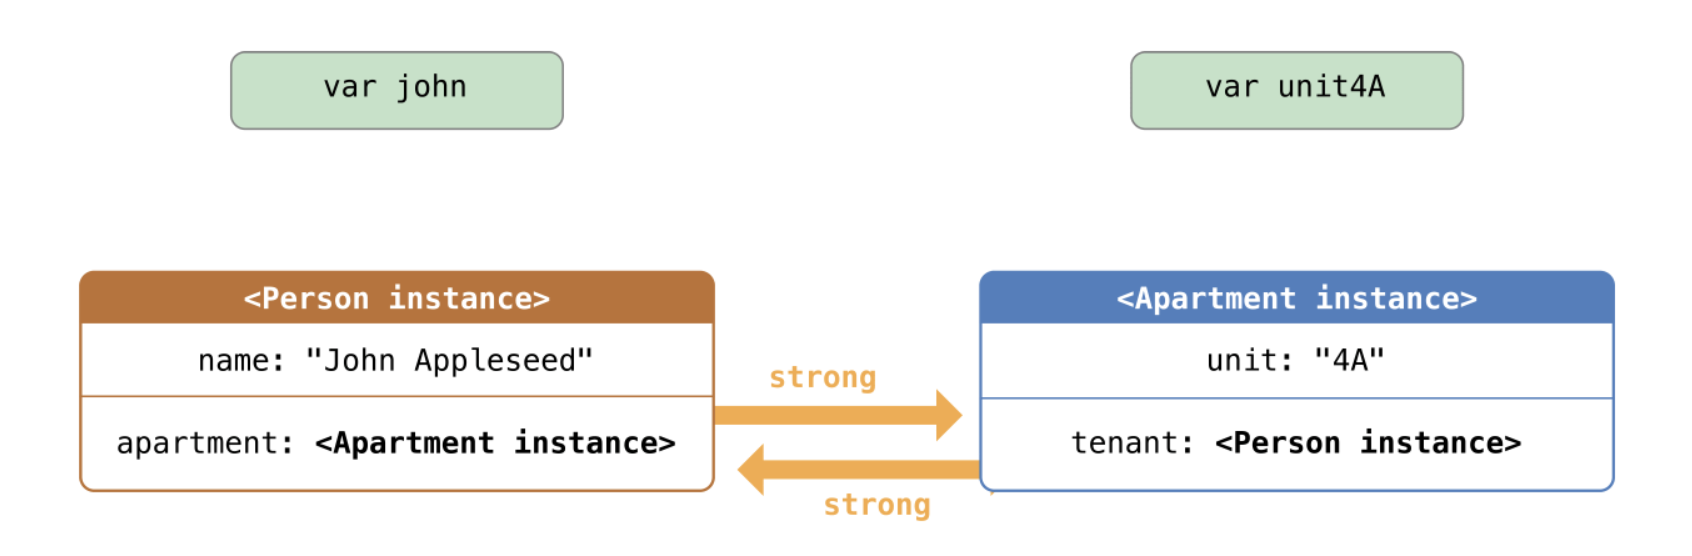 var john
var unit4A
<Person instance>
name: "John Appleseed"
apartment: <Apartment instance>
strong
strong
<Apartment instance>
unit: "4A"
tenant: <Person instance>